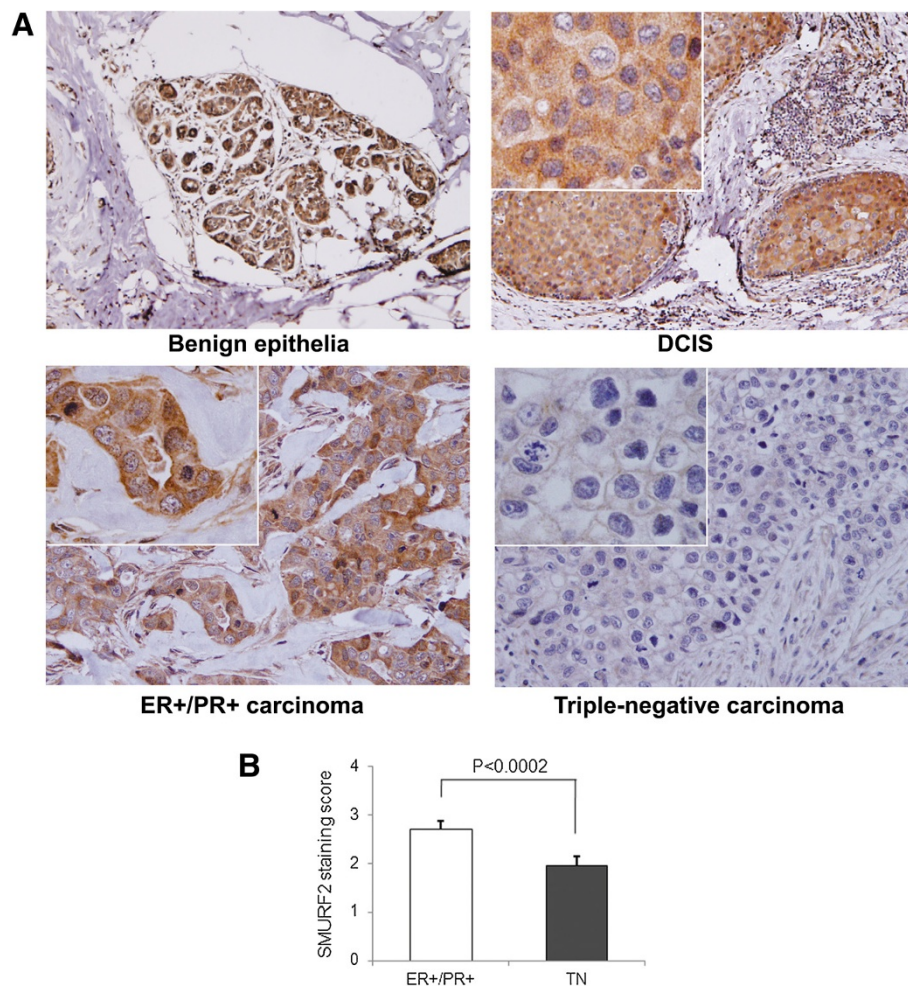 A
Benign epithelia
DCIS
ER+/PR+ carcinoma
Triple-negative carcinoma
B
P<0.0002
SMURF2 staining score
4
3
2
1
0
ER+/PR+
TN